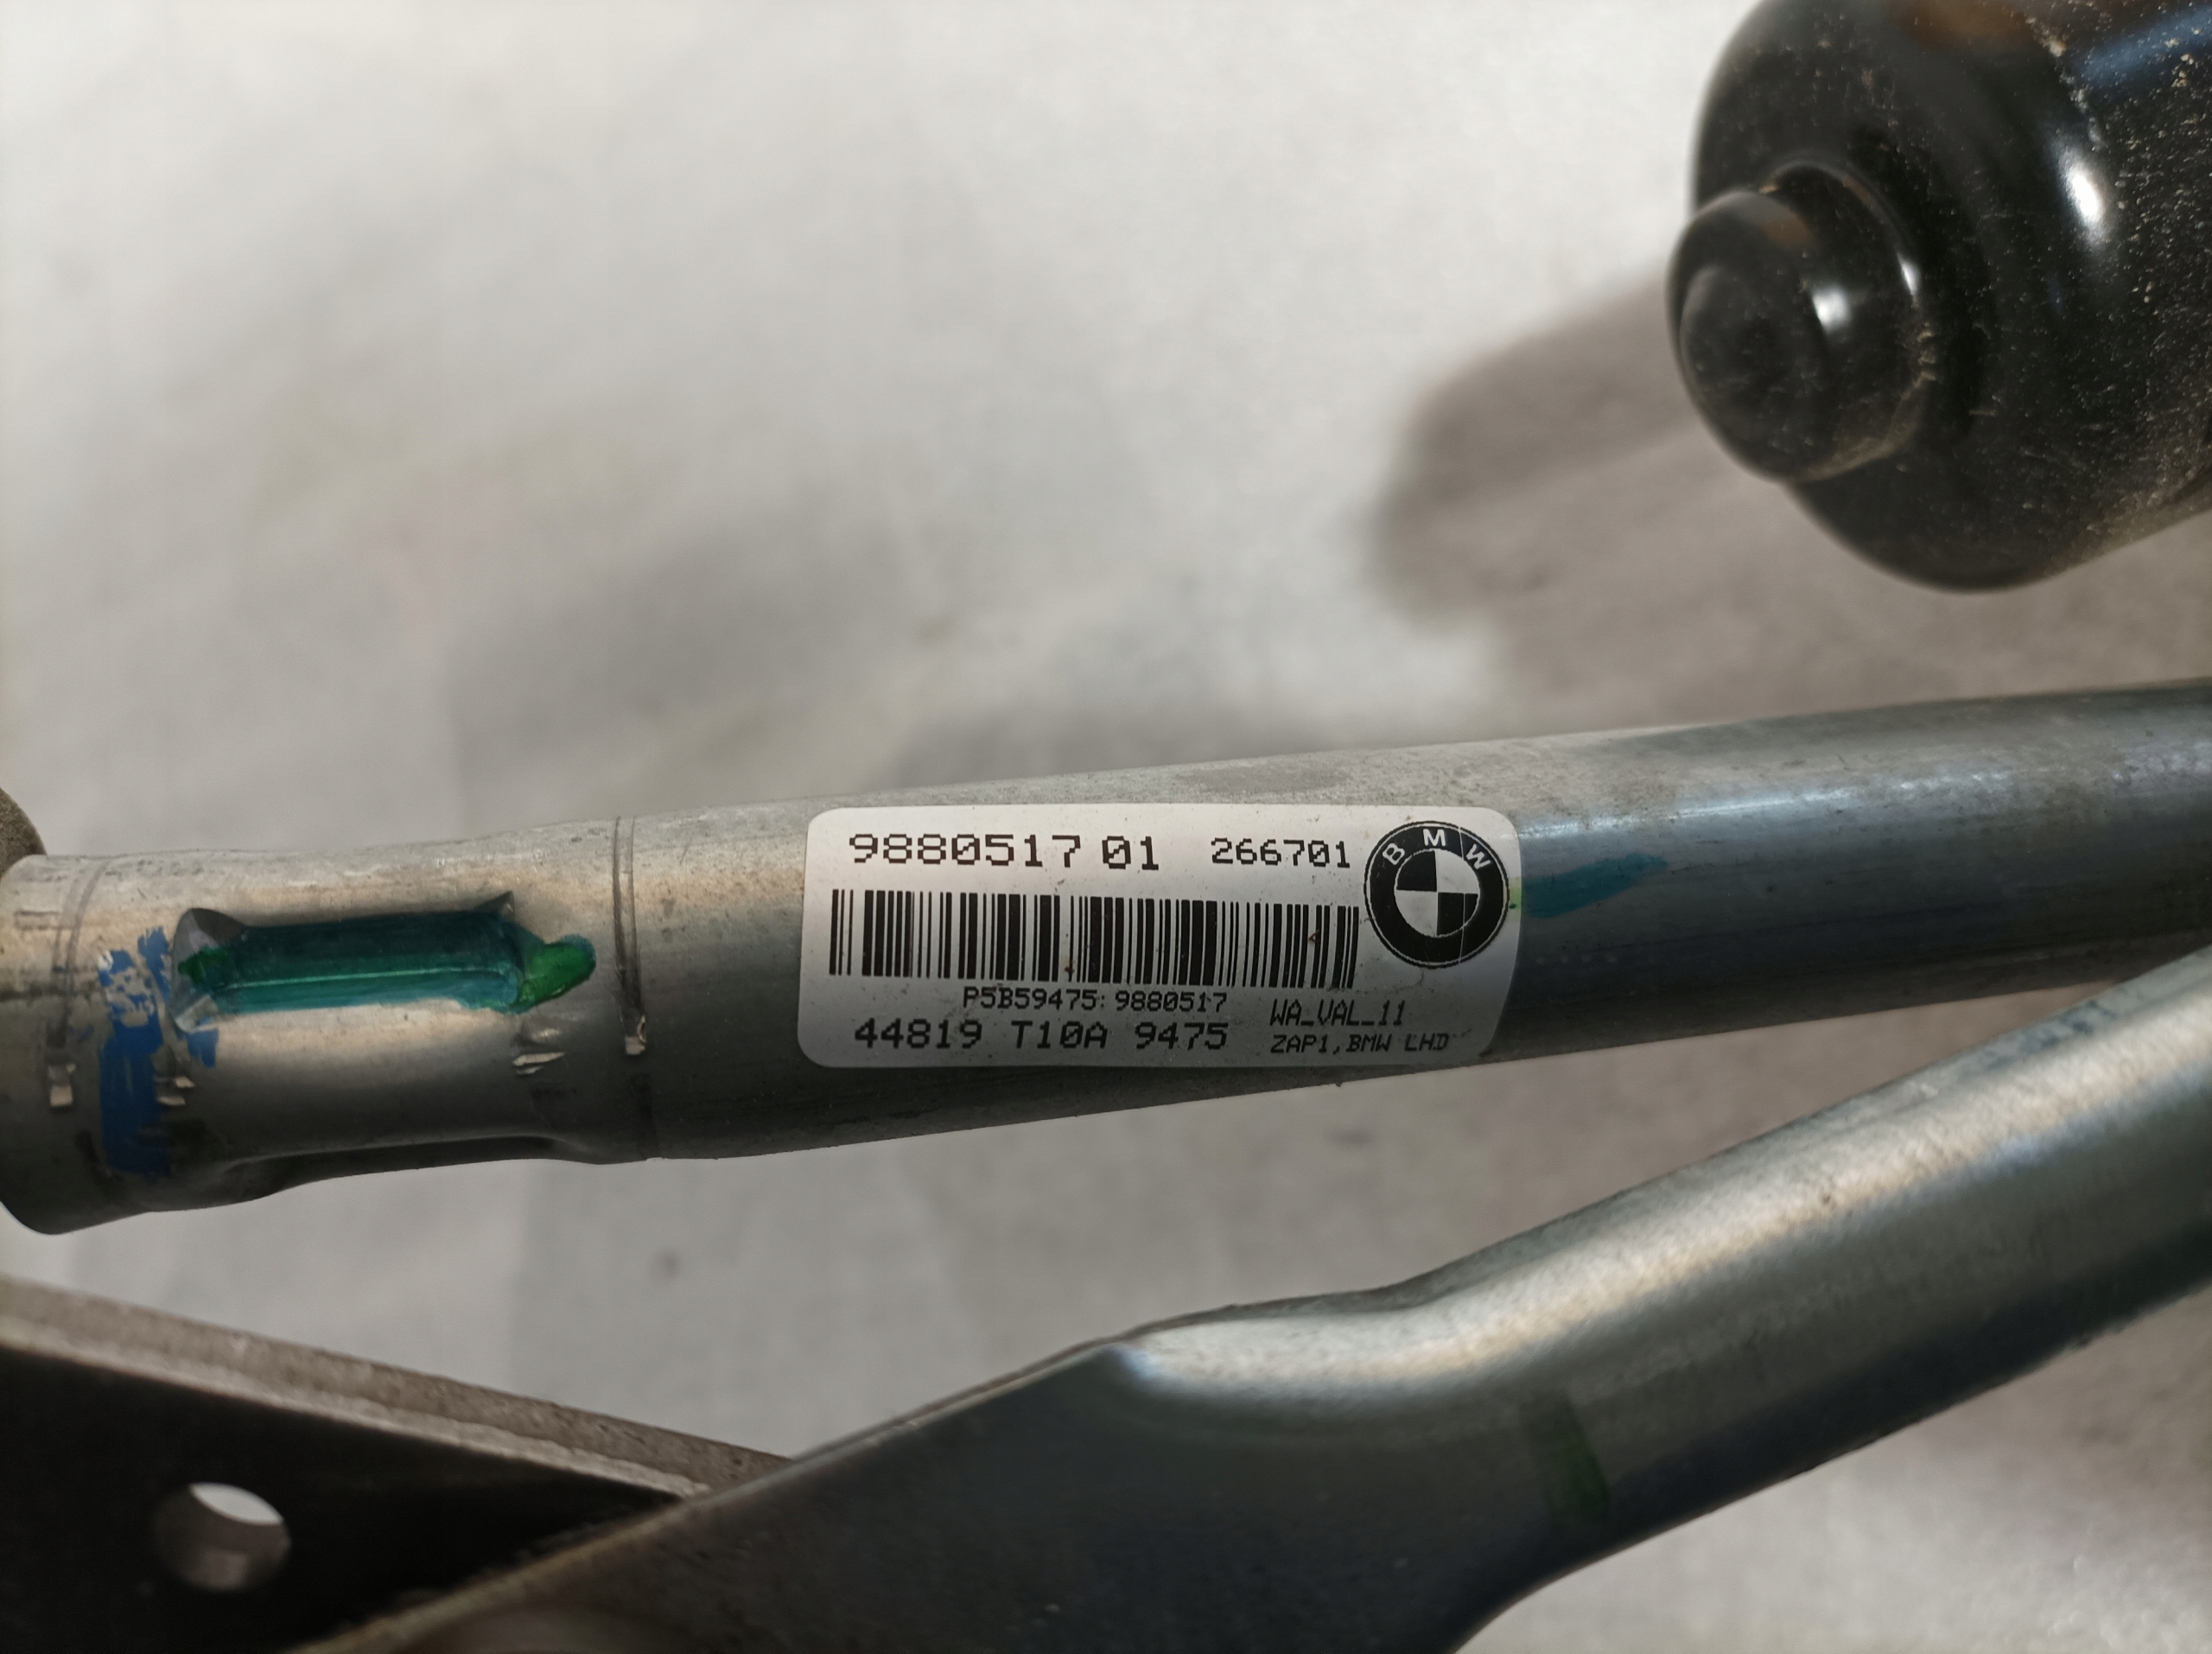 9880517 01 266701
BMW
P5B59475: 9880517
WA_VAL_11
44819 T10A 9475
ZAP1,BMW LHD